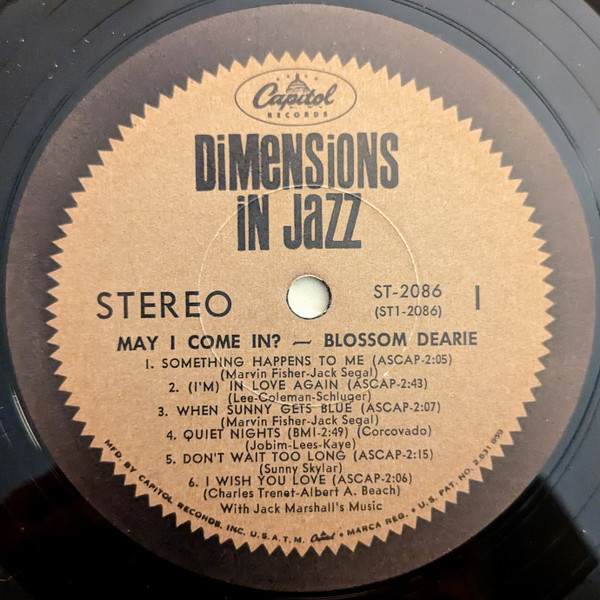 Capitol
RECORDS
DiMeNSiONS
iN JaZZ
STEREO
ST-2086
(ST1-2086)
1
MAY I COME IN? — BLOSSOM DEARIE
1. SOMETHING HAPPENS TO ME (ASCAP-2:05)
(Marvin Fisher-Jack Segal)
2. (I'M) IN LOVE AGAIN (ASCAP-2:43)
(Lee-Coleman-Schluger)
3. WHEN SUNNY GETS BLUE (ASCAP-2:07)
(Marvin Fisher-Jack Segal)
4. QUIET NIGHTS (BMI-2:49) (Corcovado)
(Jobim-Lees-Kaye)
5. DON'T WAIT TOO LONG (ASCAP-2:15)
(Sunny Skylar)
6. I WISH YOU LOVE (ASCAP-2:06)
(Charles Trenet-Albert A. Beach)
With Jack Marshall's Music
MFD. BY CAPITOL RECORDS, INC. U.S.A. T.M. Capitol • MARCA REG. • U.S. PAT. NO. 2,631,859